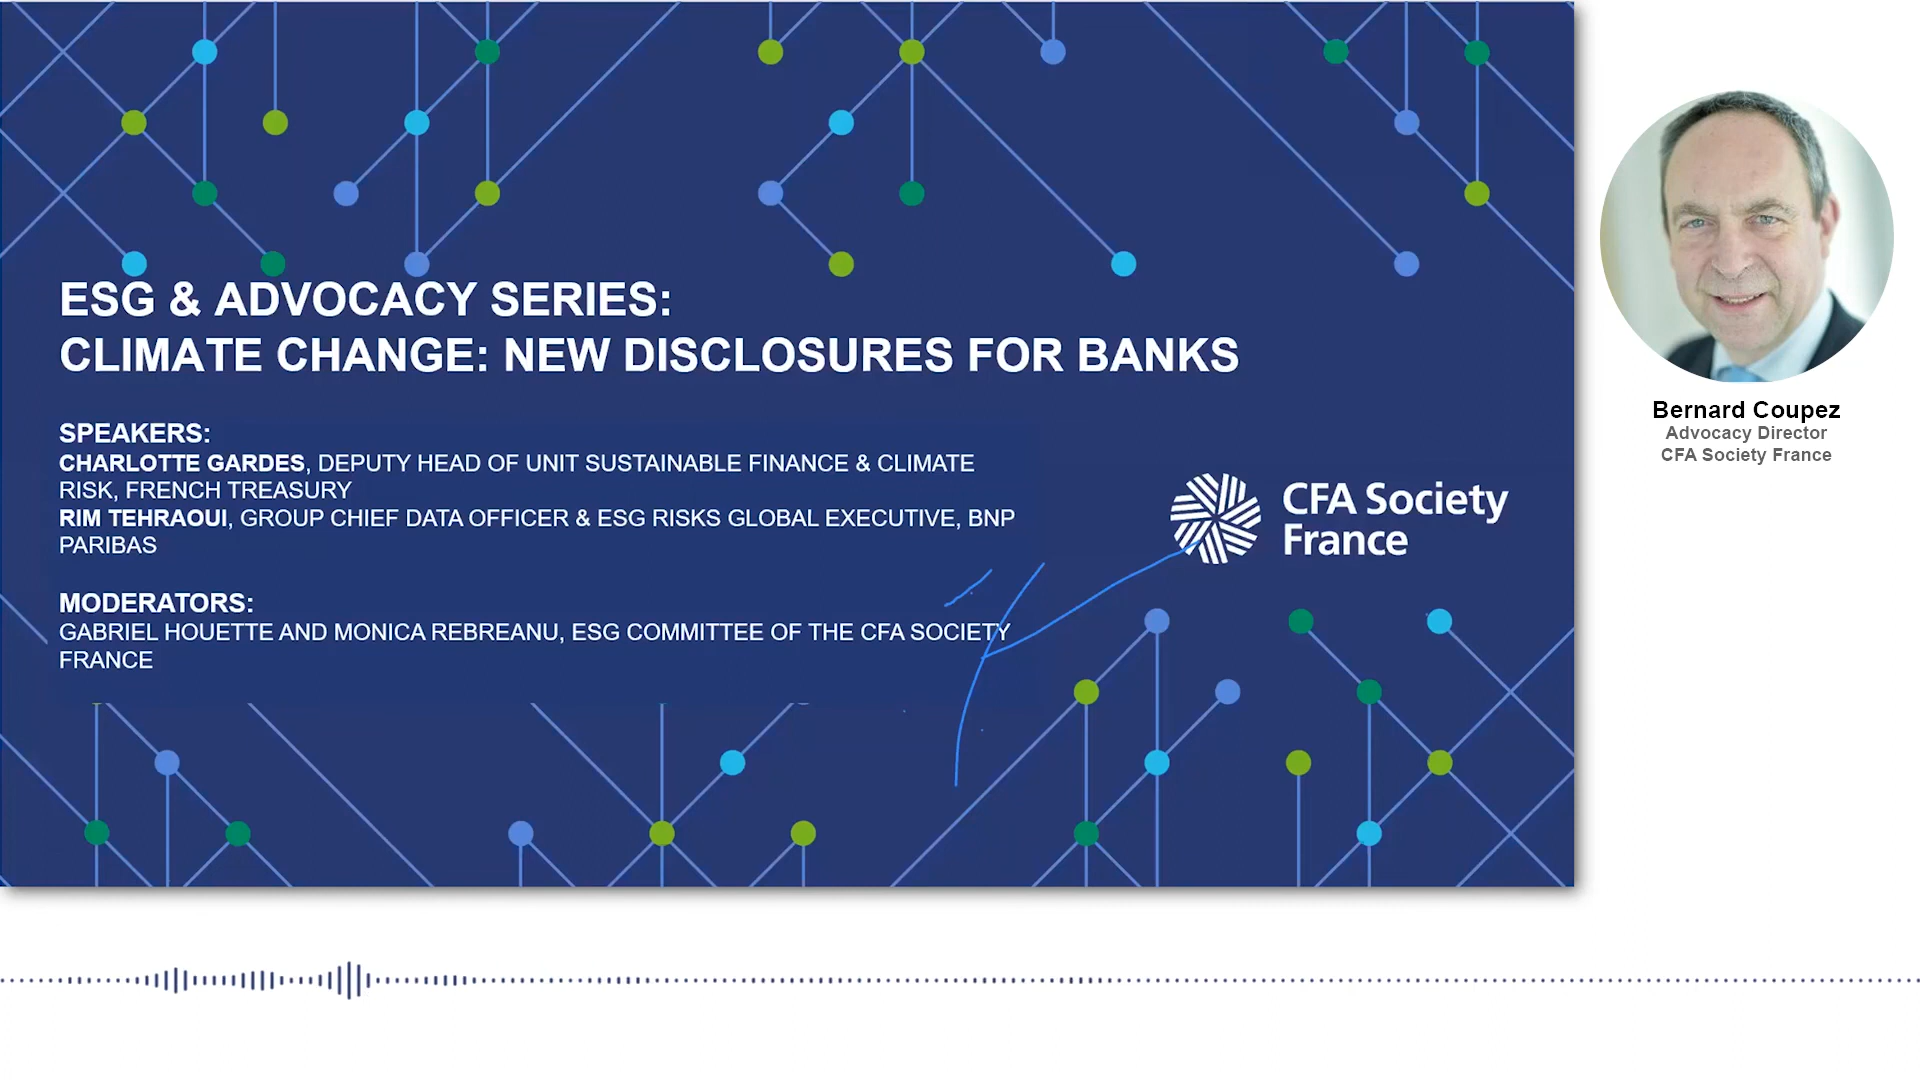 ESG & ADVOCACY SERIES:
CLIMATE CHANGE: NEW DISCLOSURES FOR BANKS
SPEAKERS:
CHARLOTTE GARDES, DEPUTY HEAD OF UNIT SUSTAINABLE FINANCE & CLIMATE
RISK, FRENCH TREASURY
RIM TEHRAOUI, GROUP CHIEF DATA OFFICER & ESG RISKS GLOBAL EXECUTIVE, BNP
PARIBAS
MODERATORS:
GABRIEL HOUETTE AND MONICA REBREANU, ESG COMMITTEE OF THE CFA SOCIETY
FRANCE
CFA Society
France
Bernard Coupez
Advocacy Director
CFA Society France